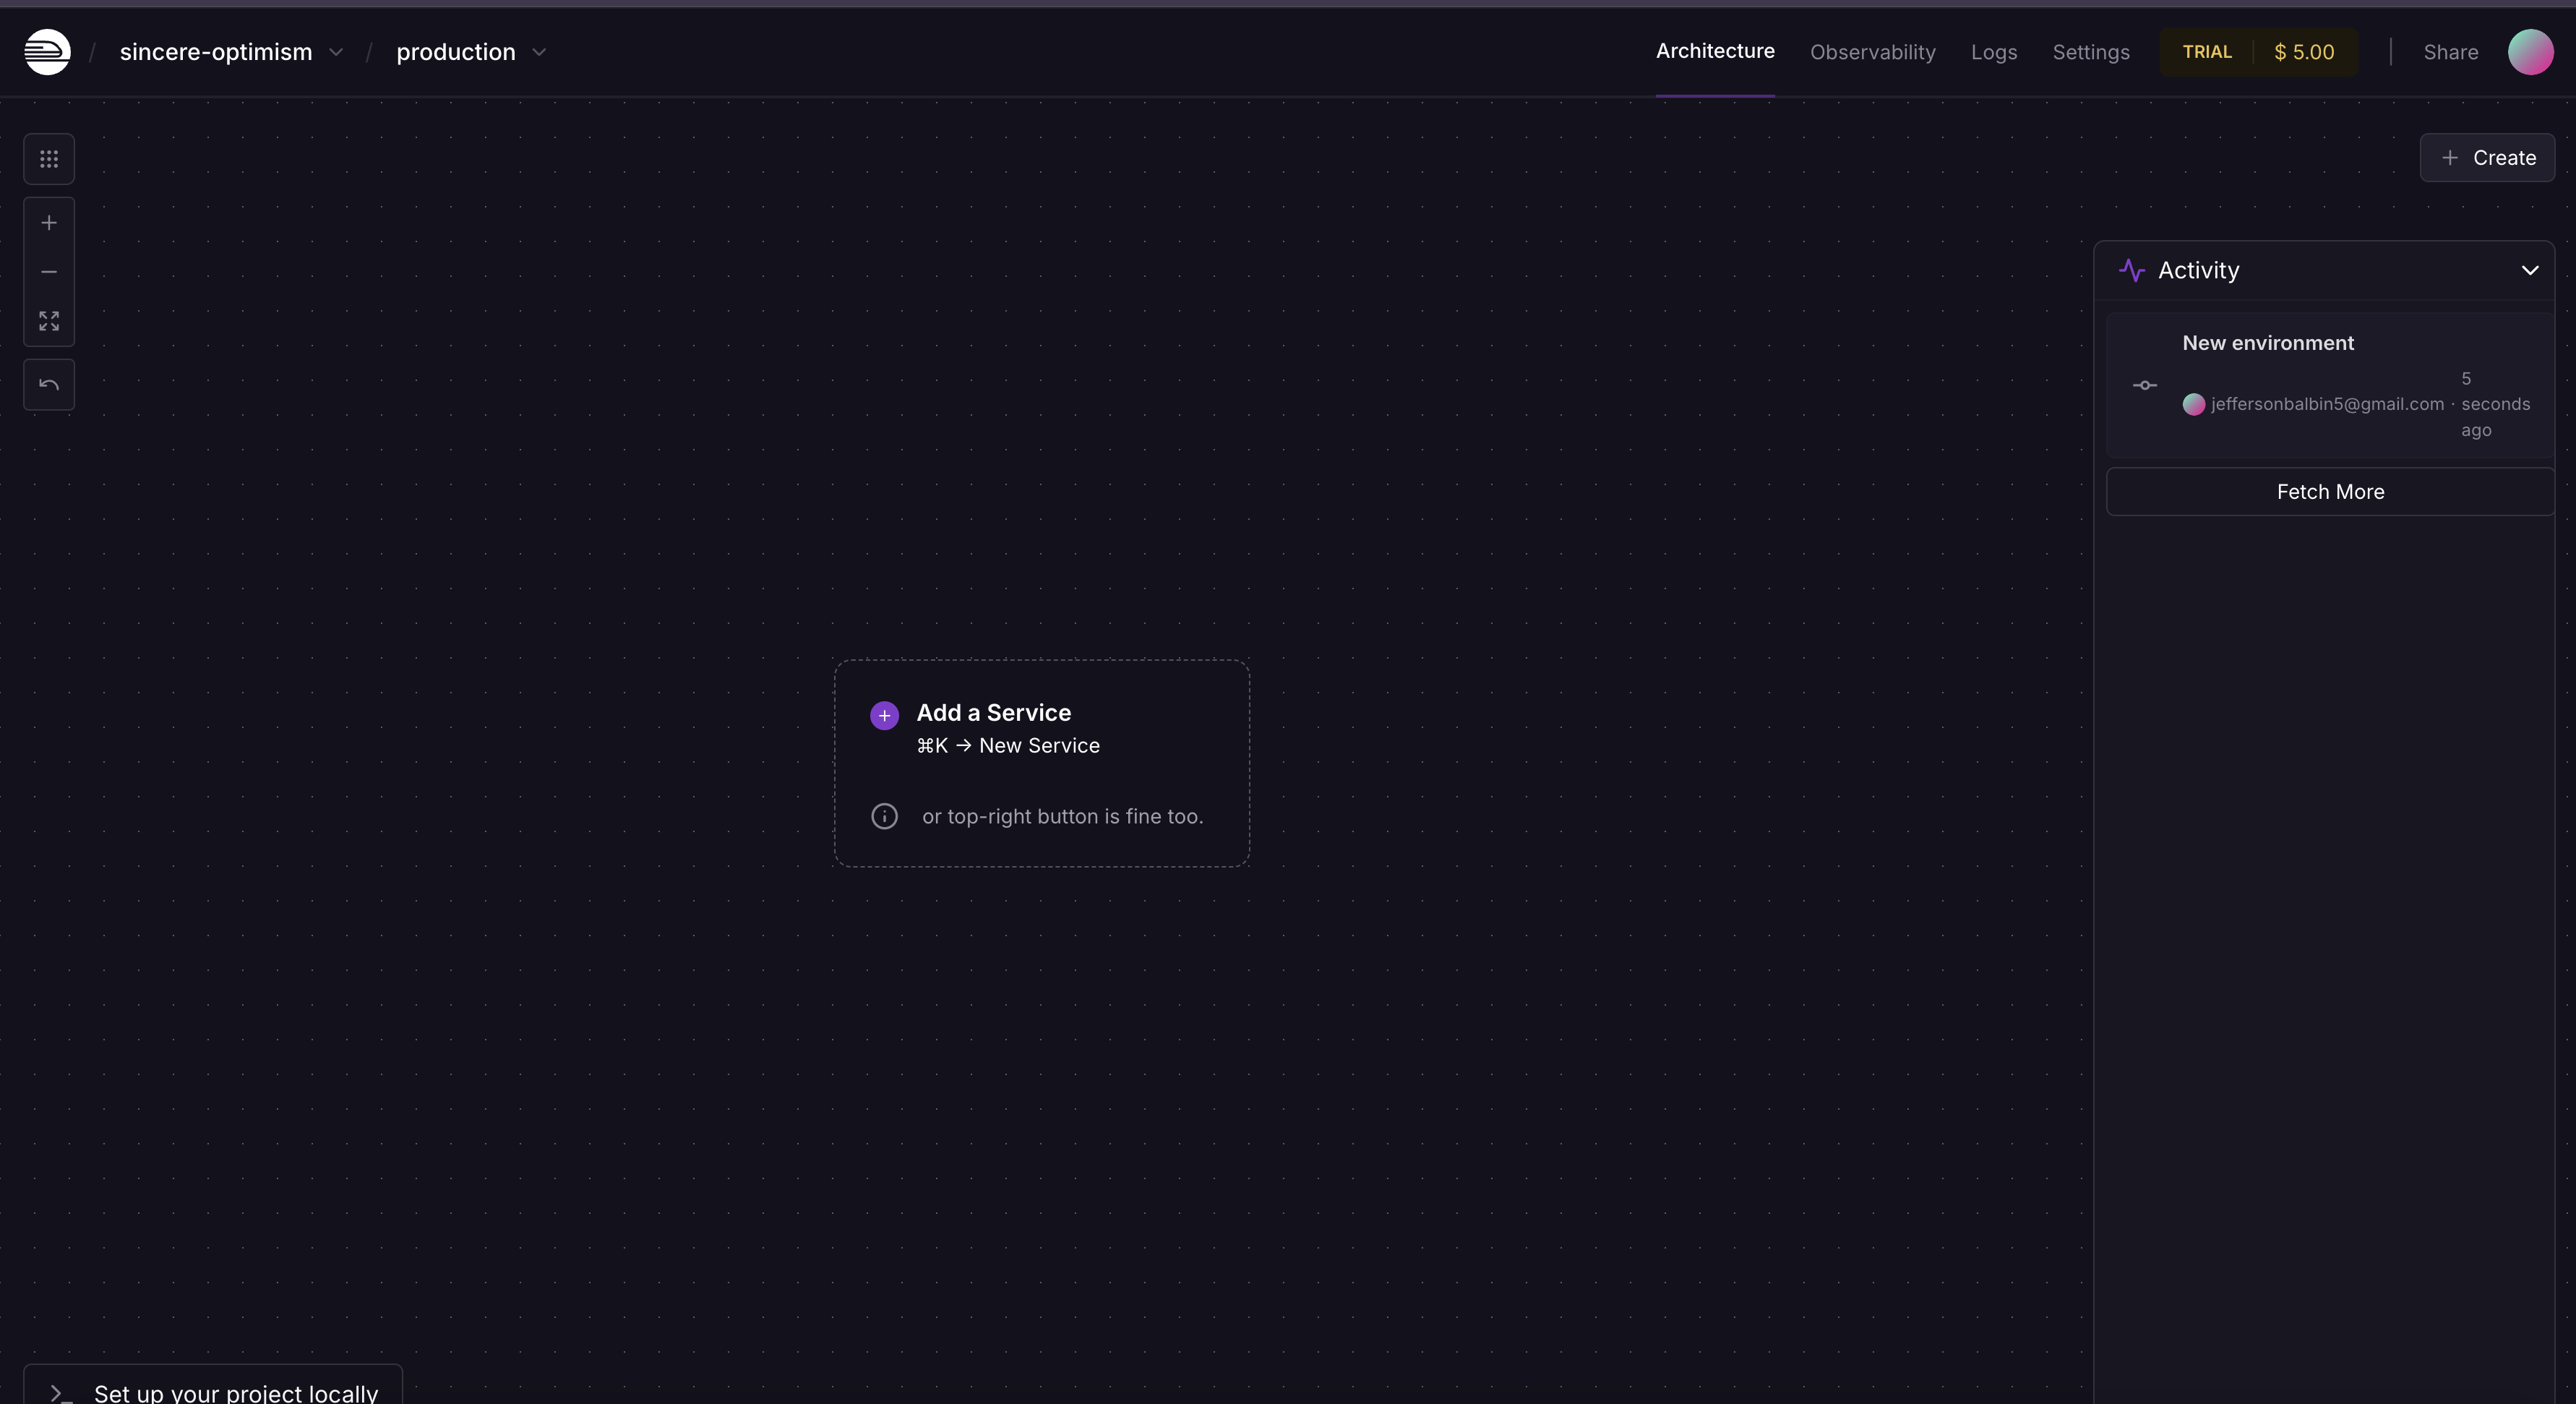 / sincere-optimism / production
Architecture Observability Logs Settings TRIAL $ 5.00 Share
Create
Activity
New environment
jeffersonbalbin5@gmail.com · 5 seconds ago
Fetch More
Add a Service
⌘K → New Service
or top-right button is fine too.
Set up your project locally